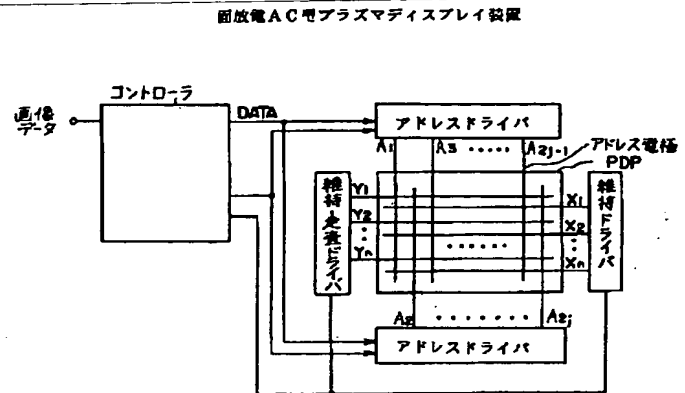 面放電AC型プラズマディスプレイ装置
コントローラ
画像
データ
DATA
アドレスドライバ
A1 A3 ‥‥‥ A2j-1
アドレス電極
PDP
維持・走査ドライバ
Y1
Y2
Yn
X1
X2
Xn
維持ドライバ
A2 ‥‥‥‥ A2j
アドレスドライバ